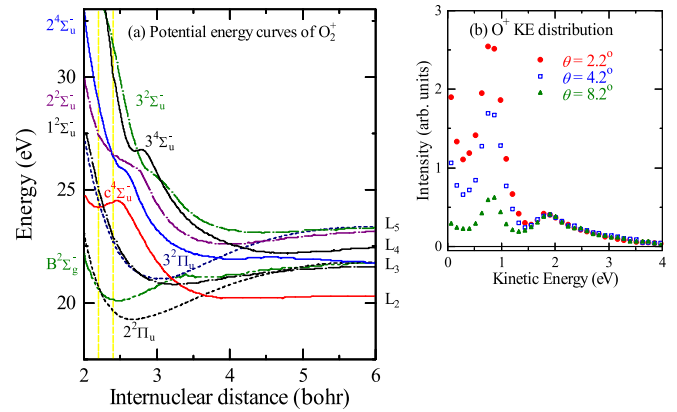 (a) Potential energy curves of O₂⁺
2⁴Σᵤ⁻
2²Σᵤ⁻
1²Σᵤ⁻
c⁴Σᵤ⁻
B²Σg⁻
3²Σᵤ⁻
3⁴Σᵤ⁻
3²Πᵤ
2²Πᵤ
L₅
L₄
L₃
L₂
30
25
20
Energy (eV)
2 3 4 5 6
Internuclear distance (bohr)
(b) O⁺ KE distribution
θ = 2.2°
θ = 4.2°
θ = 8.2°
3
2
1
0
Intensity (arb. units)
0 1 2 3 4
Kinetic Energy (eV)